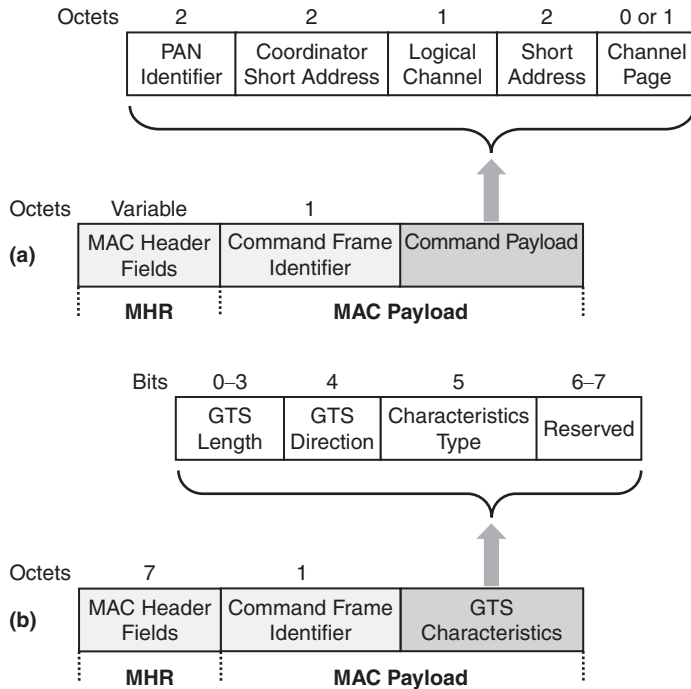 Octets 2 2 1 2 0 or 1
PAN Identifier Coordinator Short Address Logical Channel Short Address Channel Page
Octets Variable 1
(a) MAC Header Fields Command Frame Identifier Command Payload
MHR MAC Payload
Bits 0–3 4 5 6–7
GTS Length GTS Direction Characteristics Type Reserved
Octets 7 1
(b) MAC Header Fields Command Frame Identifier GTS Characteristics
MHR MAC Payload